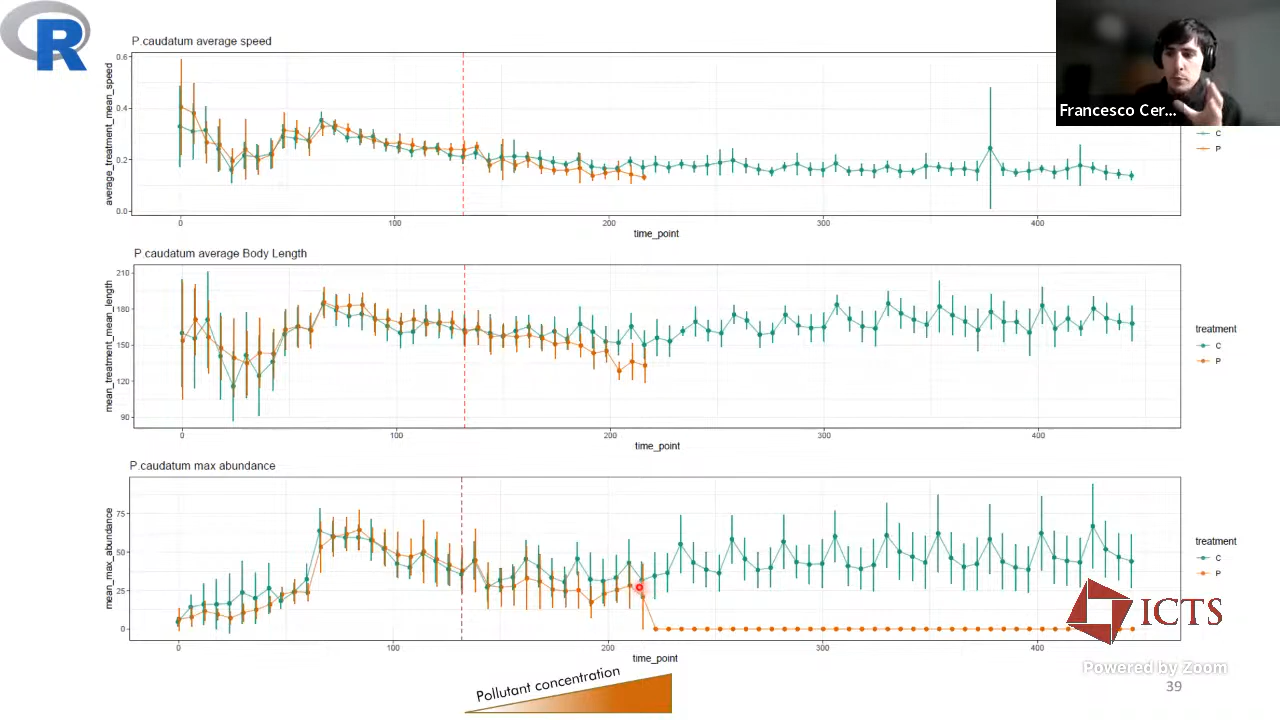 R
P.caudatum average speed
average_treatment_mean_speed
0.6
0.4
0.2
0.0
0 100 200 300 400
time_point
Francesco Cer...
C
P
P.caudatum average Body Length
mean_treatment_mean_length
210
180
150
120
90
0 100 200 300 400
time_point
treatment
C
P
P.caudatum max abundance
mean_max_abundance
75
50
25
0
0 100 200 300 400
time_point
treatment
C
P
ICTS
Powered by Zoom
Pollutant concentration
39